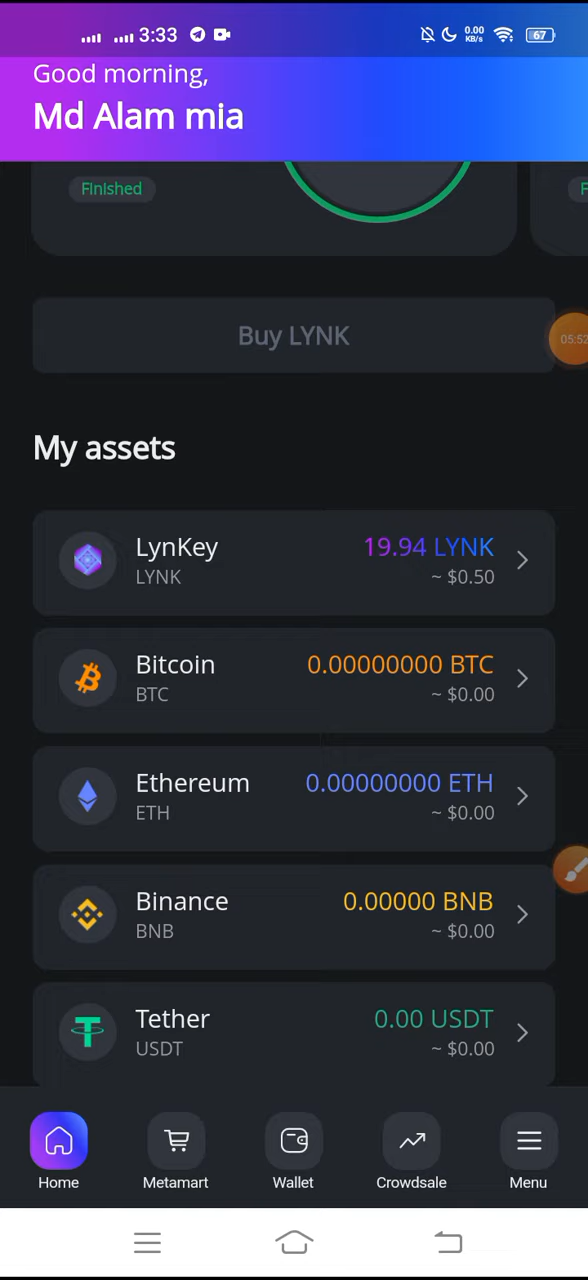 3:33
0.00
KB/s
67
Good morning,
Md Alam mia
Finished
F
Buy LYNK
05:52
My assets
LynKey
19.94 LYNK
LYNK
~ $0.50
Bitcoin
0.00000000 BTC
BTC
~ $0.00
Ethereum
0.00000000 ETH
ETH
~ $0.00
Binance
0.00000 BNB
BNB
~ $0.00
Tether
0.00 USDT
USDT
~ $0.00
Home
Metamart
Wallet
Crowdsale
Menu